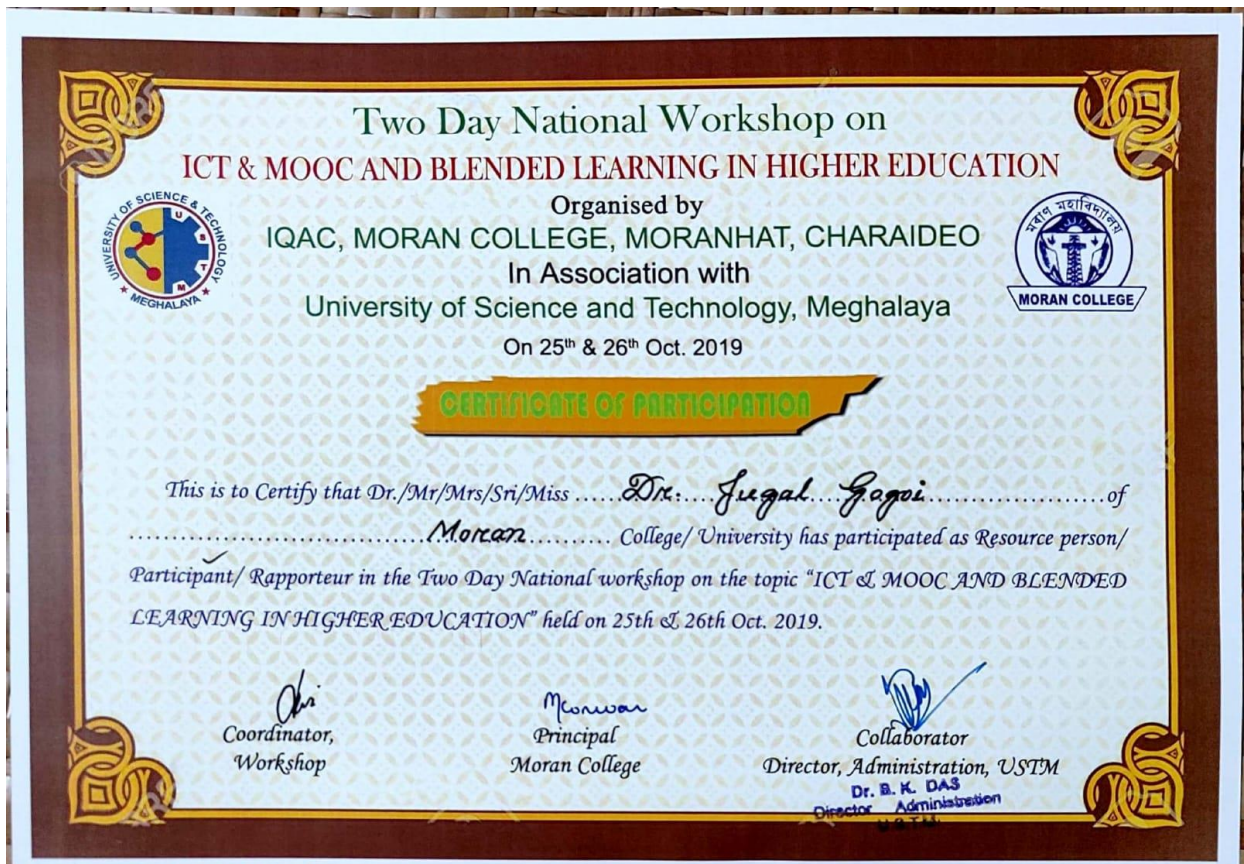 Two Day National Workshop on
ICT & MOOC AND BLENDED LEARNING IN HIGHER EDUCATION
UNIVERSITY OF SCIENCE & TECHNOLOGY
U S T M
★ MEGHALAYA ★
Organised by
IQAC, MORAN COLLEGE, MORANHAT, CHARAIDEO
In Association with
University of Science and Technology, Meghalaya
On 25th & 26th Oct. 2019
মৰাণ মহাবিদ্যালয়
MORAN COLLEGE
CERTIFICATE OF PARTICIPATION
This is to Certify that Dr./Mr/Mrs/Sri/Miss ...... Dr. Jugal Gogoi ...................... of
.................................. Moran ............ College/ University has participated as Resource person/
Participant/ Rapporteur in the Two Day National workshop on the topic "ICT & MOOC AND BLENDED
LEARNING IN HIGHER EDUCATION" held on 25th & 26th Oct. 2019.
Coordinator,
Workshop
Principal
Moran College
Collaborator
Director, Administration, USTM
Dr. B. K. DAS
Director Administration
U.S.T.M.